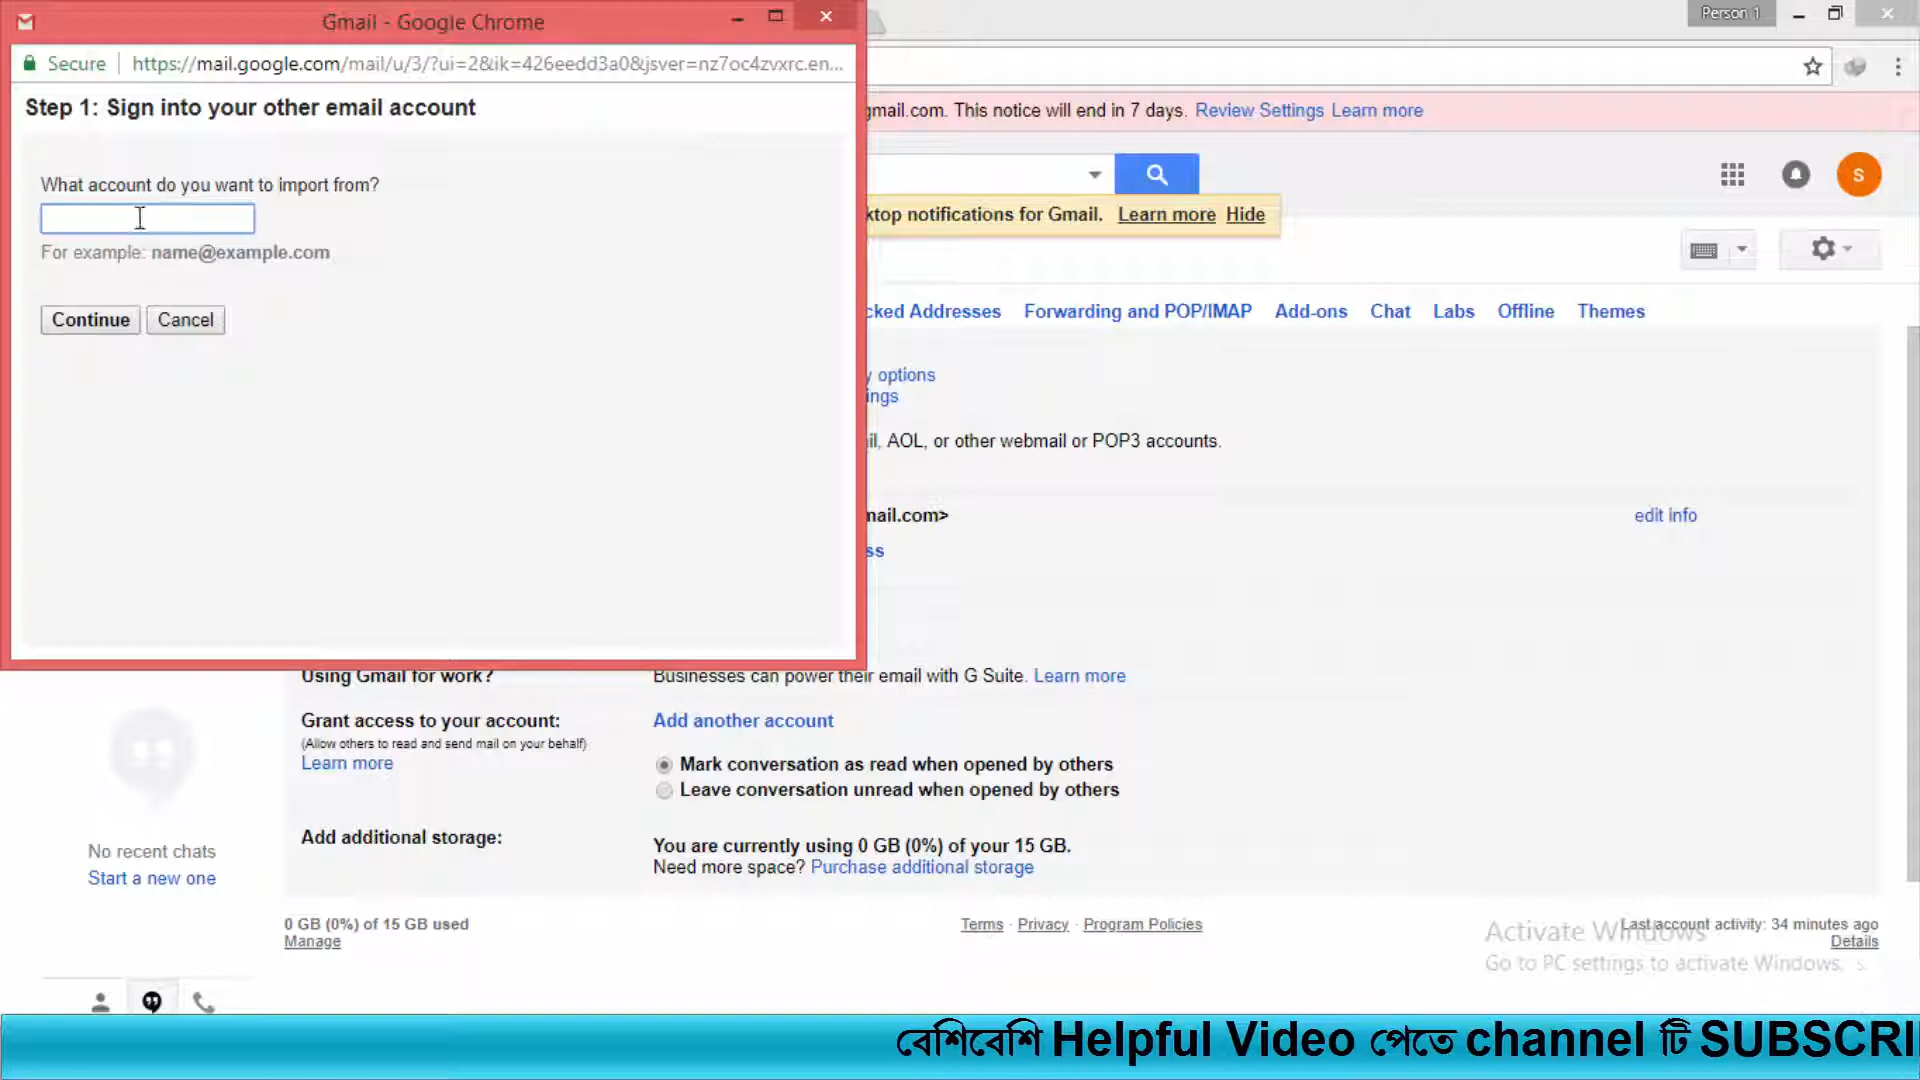 Gmail - Google Chrome
Person 1
Secure
https://mail.google.com/mail/u/3/?ui=2&ik=426eedd3a0&jsver=nz7oc4zvxrc.en...
Step 1: Sign into your other email account
gmail.com. This notice will end in 7 days. Review Settings Learn more
What account do you want to import from?
For example: name@example.com
Continue Cancel
S
ktop notifications for Gmail. Learn more Hide
cked Addresses Forwarding and POP/IMAP Add-ons Chat Labs Offline Themes
y options
ings
il, AOL, or other webmail or POP3 accounts.
mail.com>
edit info
ss
Using Gmail for work?
Businesses can power their email with G Suite. Learn more
Grant access to your account:
Add another account
(Allow others to read and send mail on your behalf)
Learn more
Mark conversation as read when opened by others
Leave conversation unread when opened by others
Add additional storage:
You are currently using 0 GB (0%) of your 15 GB.
Need more space? Purchase additional storage
No recent chats
Start a new one
0 GB (0%) of 15 GB used
Manage
Terms · Privacy · Program Policies
Last account activity: 34 minutes ago
Details
Activate Windows
Go to PC settings to activate Windows.
বেশিবেশি Helpful Video পেতে channel টি SUBSCRI